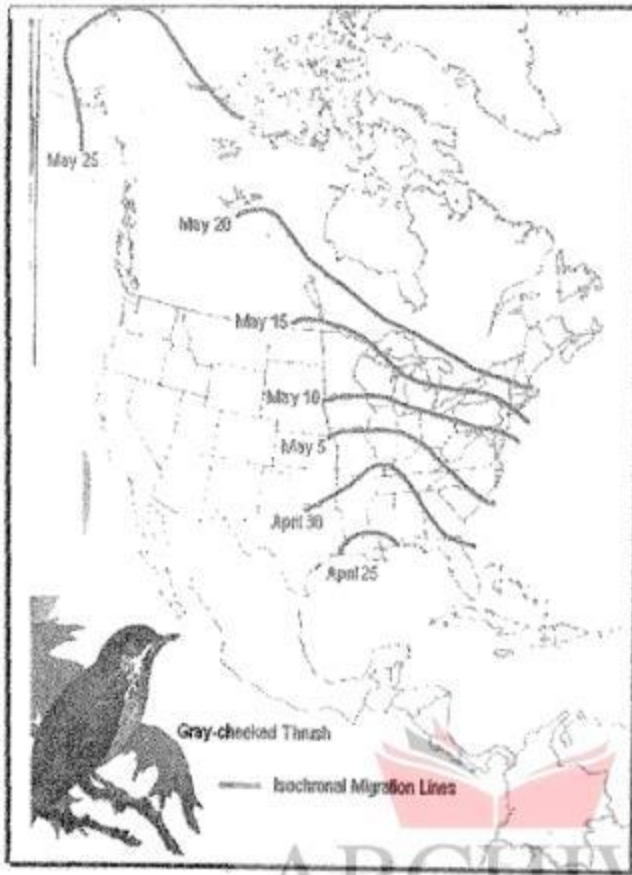 May 25
May 20
May 15
May 10
May 5
April 30
April 25
Gray-cheeked Thrush
Isochronal Migration Lines
ARCHIV